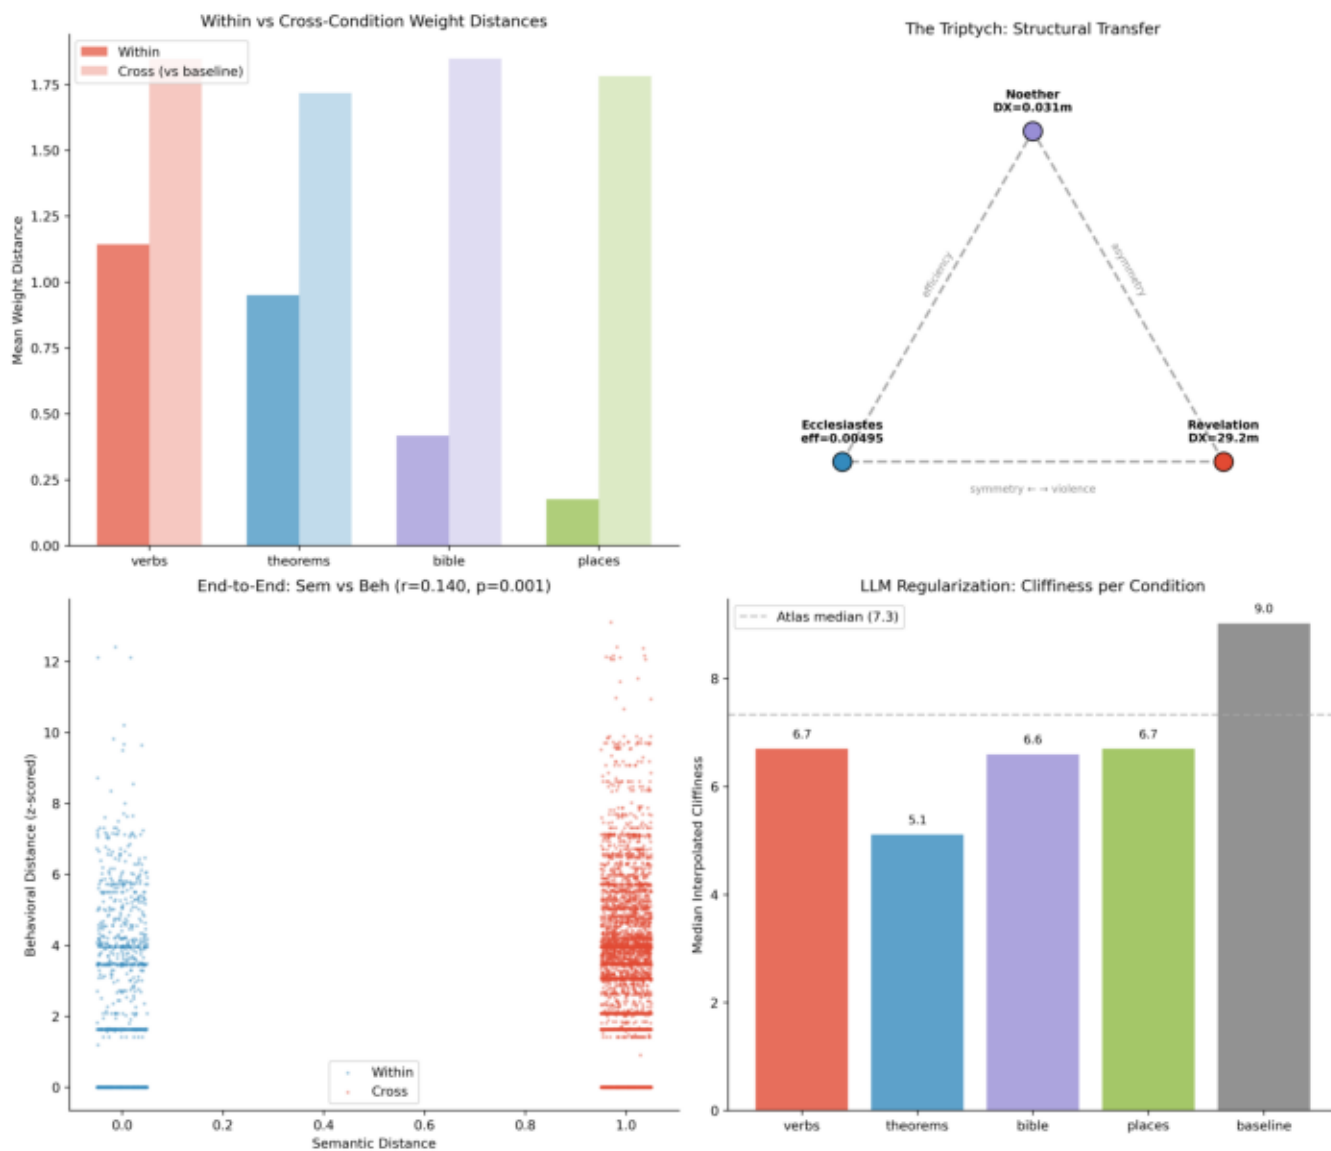 Within vs Cross-Condition Weight Distances
Within
Cross (vs baseline)
Mean Weight Distance
1.75
1.50
1.25
1.00
0.75
0.50
0.25
0.00
verbs
theorems
bible
places
The Triptych: Structural Transfer
Noether
DX=0.031m
efficiency
asymmetry
Ecclesiastes
eff=0.00495
Revelation
DX=29.2m
symmetry ← → violence
End-to-End: Sem vs Beh (r=0.140, p=0.001)
Behavioral Distance (z-scored)
12
10
8
6
4
2
0
Within
Cross
0.0
0.2
0.4
0.6
0.8
1.0
Semantic Distance
LLM Regularization: Cliffiness per Condition
Atlas median (7.3)
Median Interpolated Cliffiness
8
6
4
2
0
6.7
5.1
6.6
6.7
9.0
verbs
theorems
bible
places
baseline